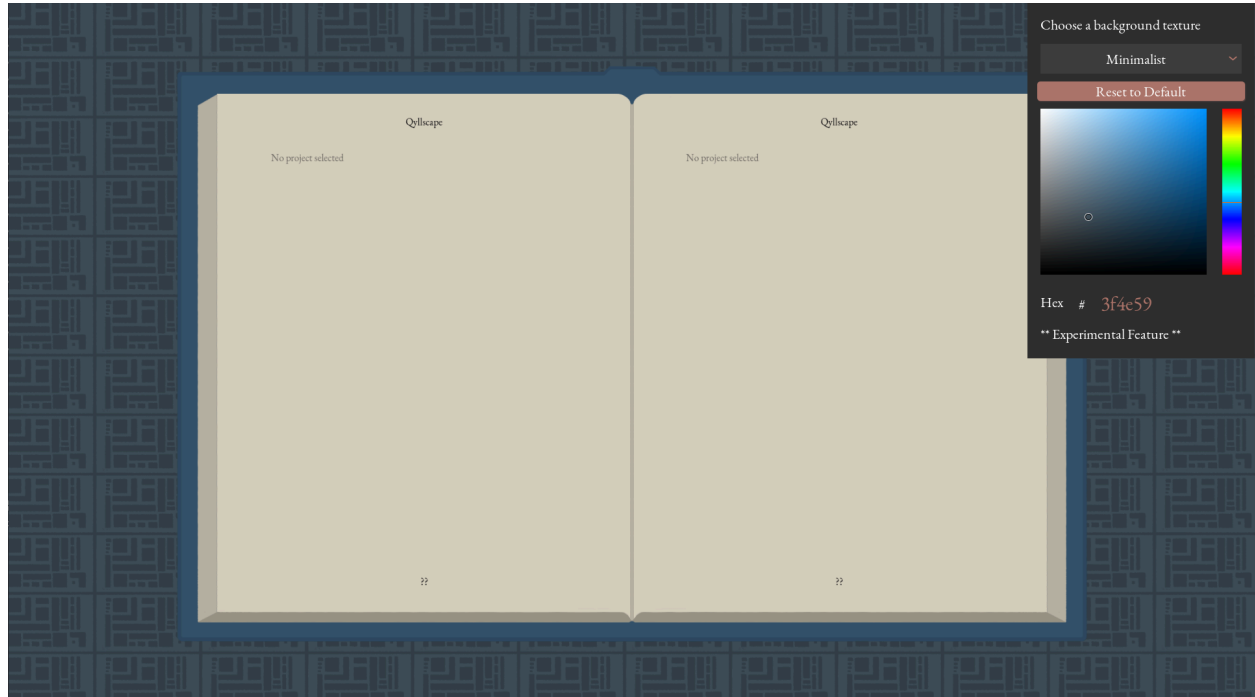 Qyllscape
No project selected
??
Qyllscape
No project selected
??
Choose a background texture
Minimalist
Reset to Default
Hex # 3f4e59
** Experimental Feature **